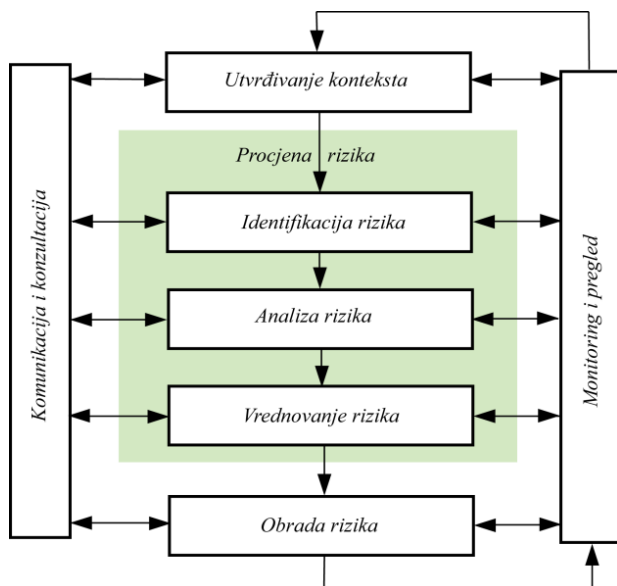 Utvrđivanje konteksta
Procjena rizika
Identifikacija rizika
Analiza rizika
Vrednovanje rizika
Obrada rizika
Komunikacija i konzultacija
Monitoring i pregled